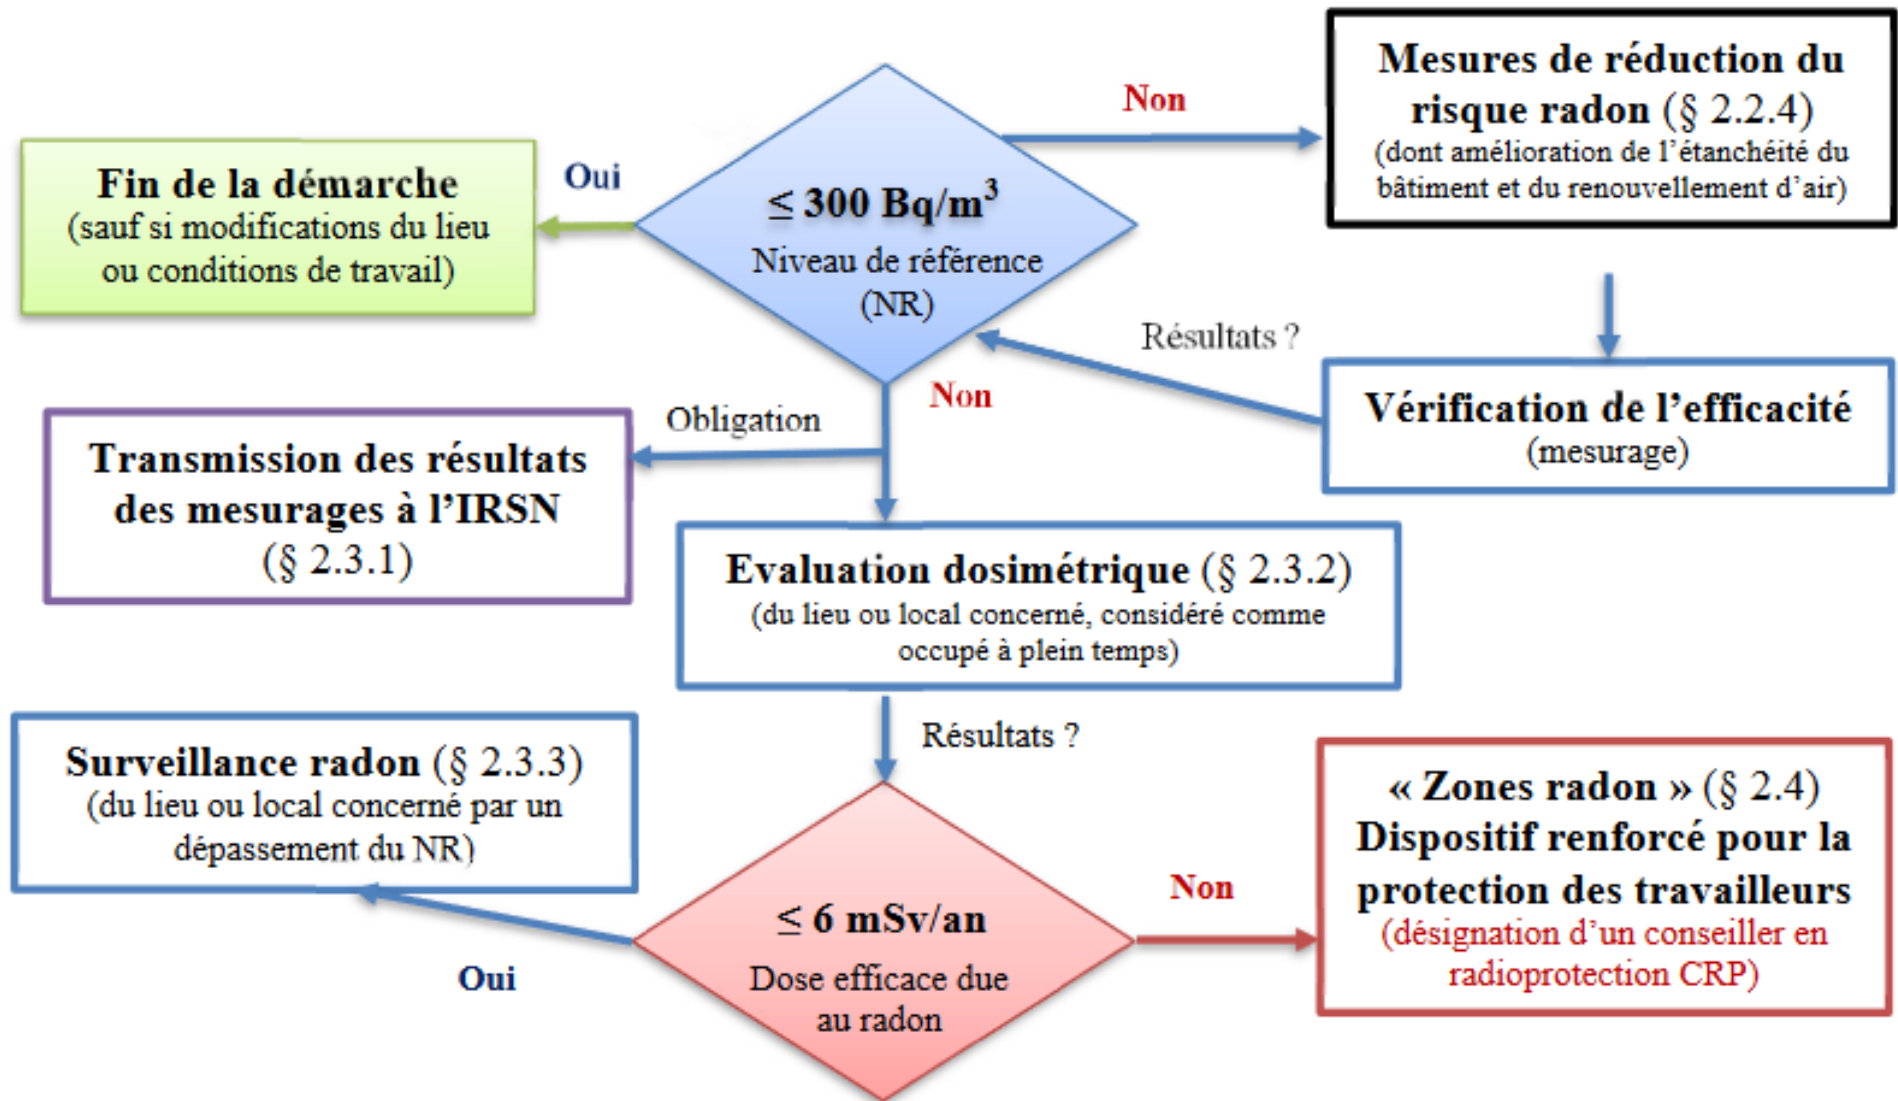 Mesures de réduction du
risque radon (§ 2.2.4)
(dont amélioration de l'étanchéité du
bâtiment et du renouvellement d'air)
Non
Fin de la démarche
(sauf si modifications du lieu
ou conditions de travail)
Oui
≤ 300 Bq/m³
Niveau de référence
(NR)
Résultats ?
Vérification de l'efficacité
(mesurage)
Non
Obligation
Transmission des résultats
des mesurages à l'IRSN
(§ 2.3.1)
Evaluation dosimétrique (§ 2.3.2)
(du lieu ou local concerné, considéré comme
occupé à plein temps)
Résultats ?
Surveillance radon (§ 2.3.3)
(du lieu ou local concerné par un
dépassement du NR)
Oui
≤ 6 mSv/an
Dose efficace due
au radon
Non
« Zones radon » (§ 2.4)
Dispositif renforcé pour la
protection des travailleurs
(désignation d'un conseiller en
radioprotection CRP)